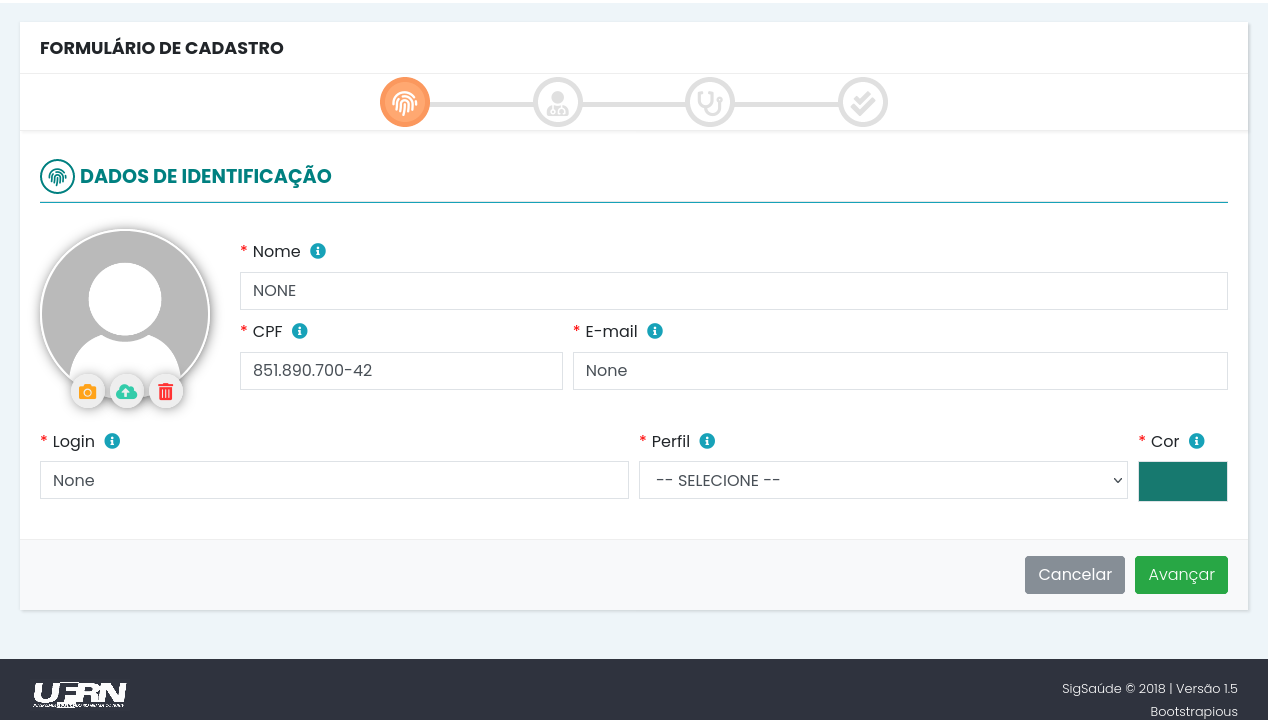 FORMULÁRIO DE CADASTRO
DADOS DE IDENTIFICAÇÃO
* Nome
NONE
* CPF
* E-mail
851.890.700-42
None
* Login
* Perfil
* Cor
None
-- SELECIONE --
Cancelar
Avançar
UFRN
SigSaúde © 2018 | Versão 1.5
Bootstrapious